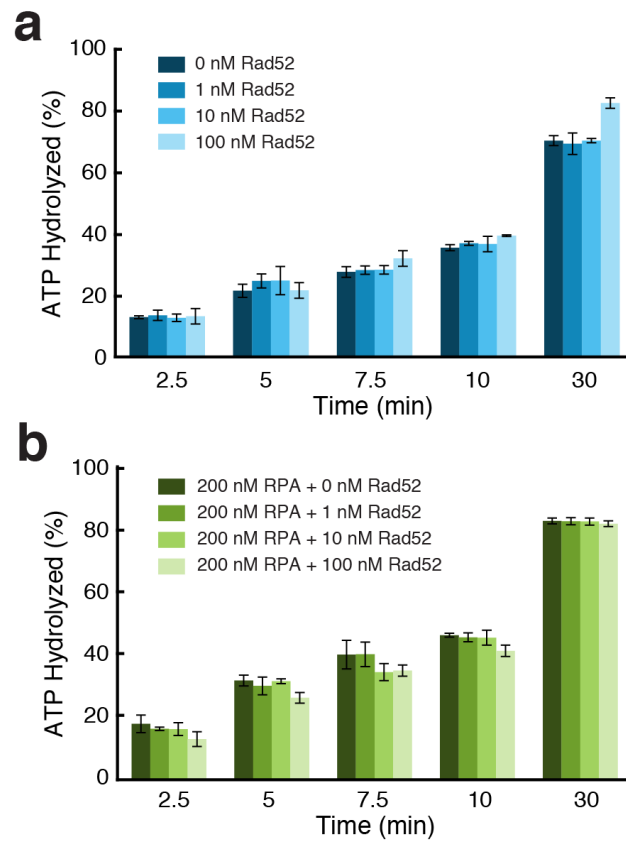 a
100
80
60
40
20
0
ATP Hydrolyzed (%)
0 nM Rad52
1 nM Rad52
10 nM Rad52
100 nM Rad52
2.5 5 7.5 10 30
Time (min)
b
100
80
60
40
20
0
ATP Hydrolyzed (%)
200 nM RPA + 0 nM Rad52
200 nM RPA + 1 nM Rad52
200 nM RPA + 10 nM Rad52
200 nM RPA + 100 nM Rad52
2.5 5 7.5 10 30
Time (min)